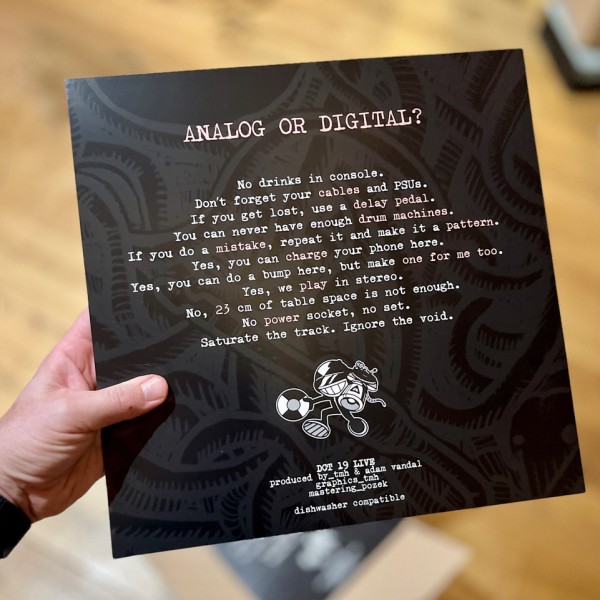 ANALOG OR DIGITAL?
No drinks in console.
Don't forget your cables and PSUs.
If you get lost, use a delay pedal.
You can never have enough drum machines.
If you do a mistake, repeat it and make it a pattern.
Yes, you can charge your phone here.
Yes, you can do a bump here, but make one for me too.
Yes, we play in stereo.
No, 23 cm of table space is not enough.
No power socket, no set.
Saturate the track. Ignore the void.
DOT 19 LIVE
produced by_tmh & adam vandal
graphics_tmh
mastering_pozek
dishwasher compatible